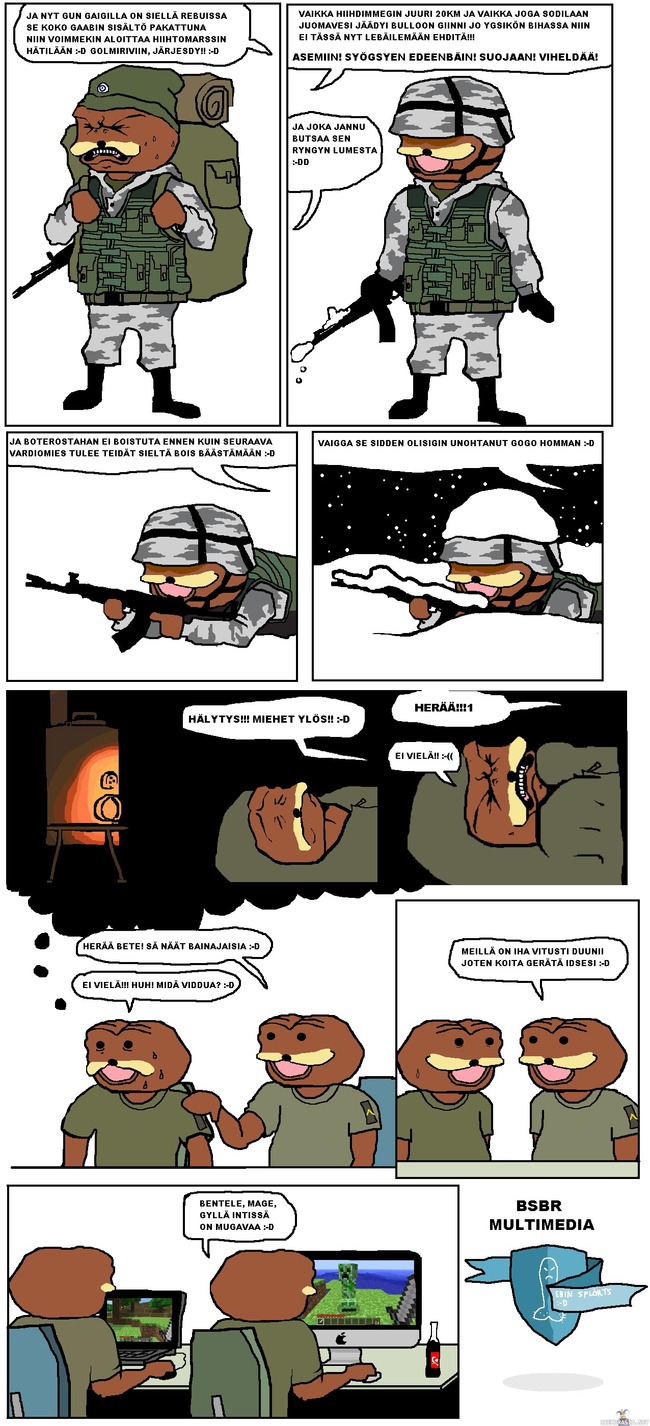 JA NYT GUN GAIGILLA ON SIELLÄ REBUISSA
SE KOKO GAABIN SISÄLTÖ PAKATTUNA
NIIN VOIMMEKIN ALOITTAA HIIHTOMARSSIN
HÄTILÄÄN :-D GOLMIRIVIIN, JÄRJESDY!! :-D
VAIKKA HIIHDIMMEGIN JUURI 20KM JA VAIKKA JOGA SODILAAN
JUOMAVESI JÄÄDYI BULLOON GINNI JO YGSIKÖN BIHASSA NIIN
EI TÄSSÄ NYT LEBÄILEMÄÄN EHDITÄ!!!
ASEMIIN! SYÖGSYEN EDEENBÄIN! SUOJAAN! VIHELDÄÄ!
JA JOKA JANNU
BUTSAA SEN
RYNGYN LUMESTA
:-DD
JA BOTEROSTAHAN EI BOISTUTA ENNEN KUIN SEURAAVA
VARDIOMIES TULEE TEIDÄT SIELTÄ BOIS BÄÄSTÄMÄÄN :-D
VAIGGA SE SIDDEN OLISIGIN UNOHTANUT GOGO HOMMAN :-D
HÄLYTYS!!! MIEHET YLÖS!! :-D
HERÄÄ!!!1
EI VIELÄ!! :-((
HERÄÄ BETE! SÄ NÄÄT BAINAJAISIA :-D
EI VIELÄ!!! HUH! MIDÄ VIDDUA? :-D
MEILLÄ ON IHA VITUSTI DUUNII
JOTEN KOITA GERÄTÄ IDSESI :-D
BENTELE, MAGE,
GYLLÄ INTISSÄ
ON MUGAVAA :-D
BSBR
MULTIMEDIA
EBIN SPLÖRTS
:-D